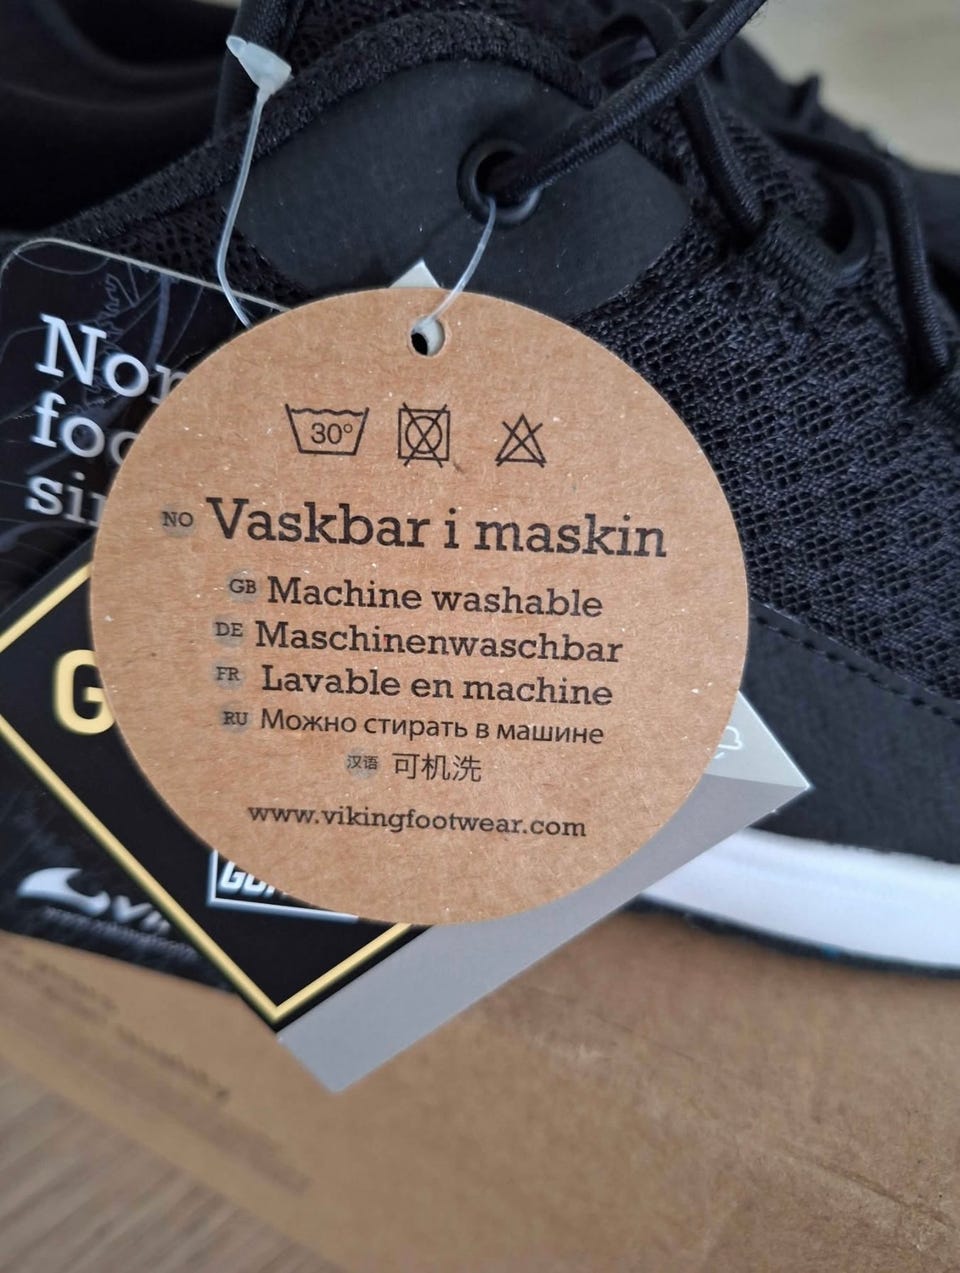 30°
NO Vaskbar i maskin
GB Machine washable
DE Maschinenwaschbar
FR Lavable en machine
RU Можно стирать в машине
汉语 可机洗
www.vikingfootwear.com